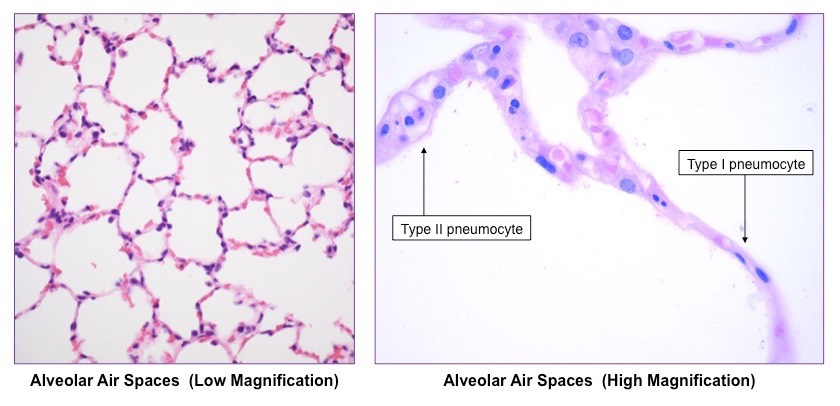 Type II pneumocyte
Type I pneumocyte
Alveolar Air Spaces (Low Magnification)
Alveolar Air Spaces (High Magnification)